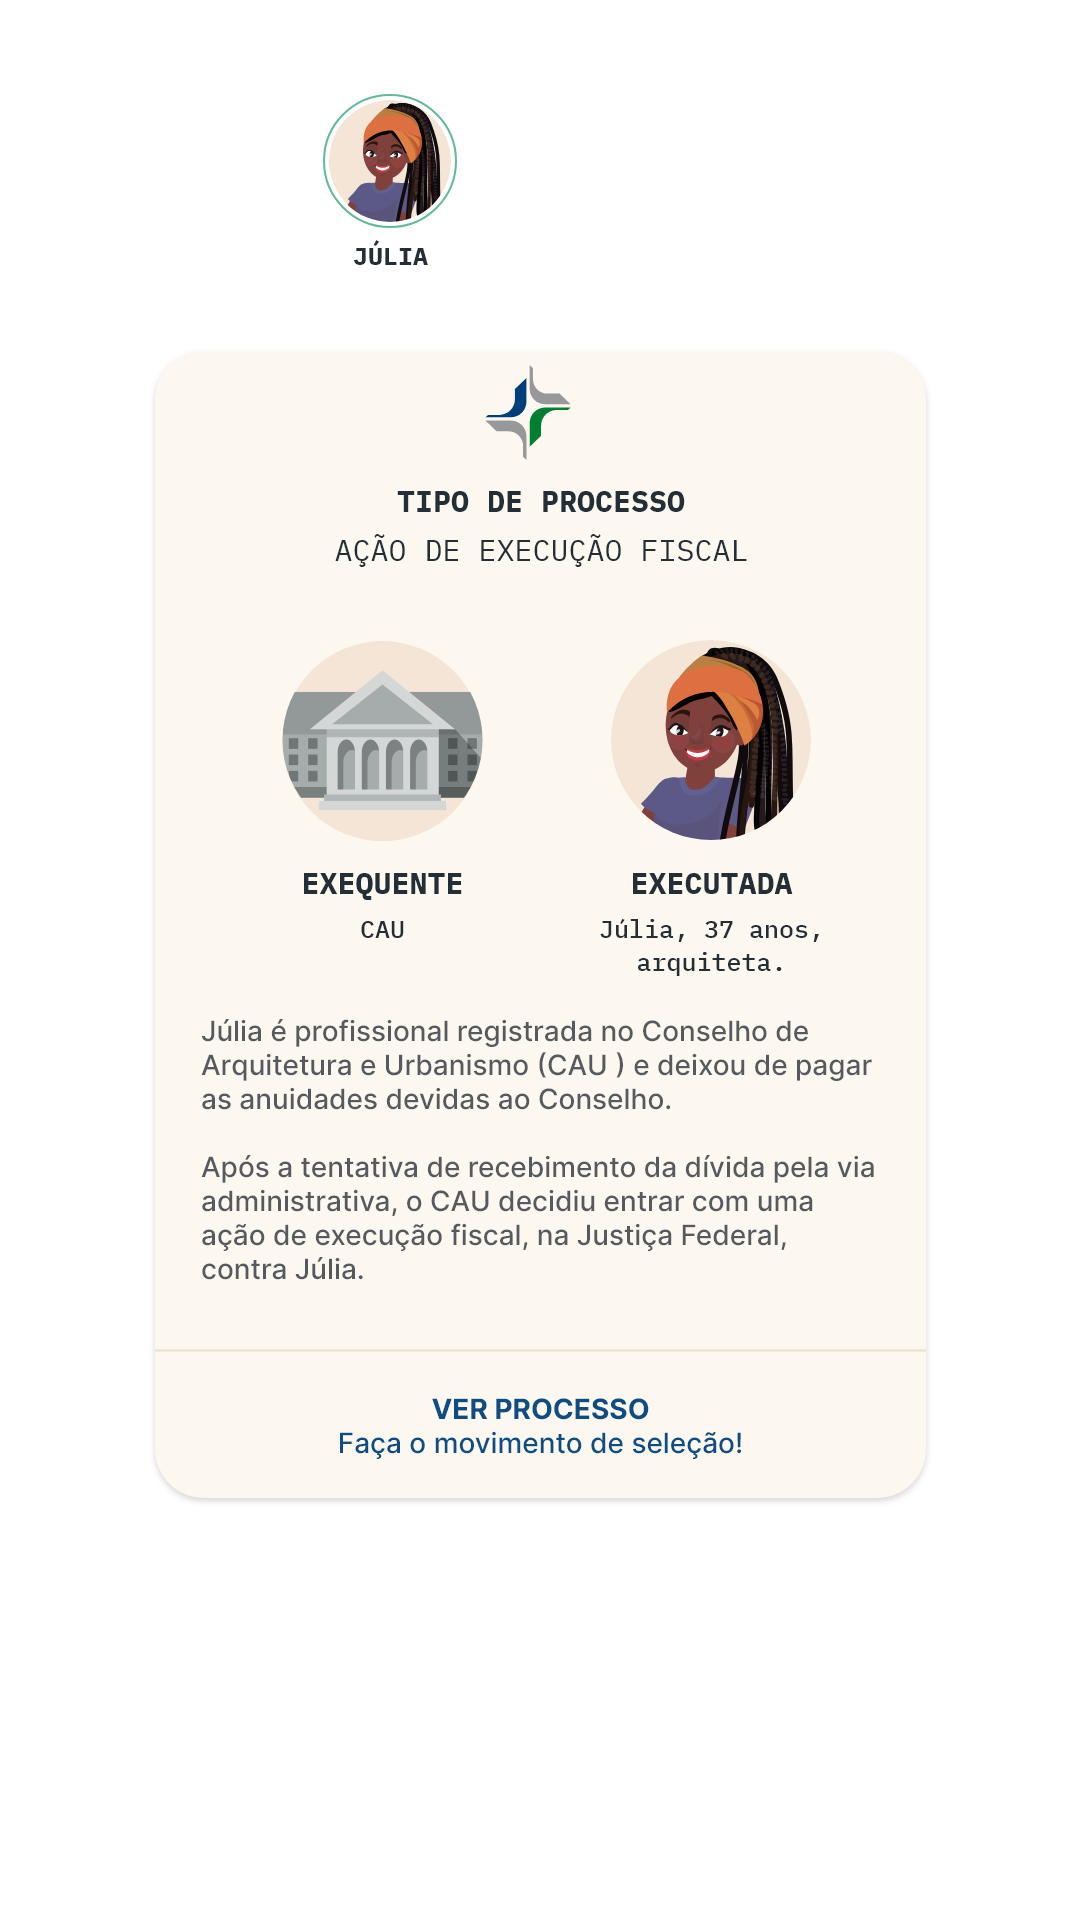 JÚLIA
TIPO DE PROCESSO
AÇÃO DE EXECUÇÃO FISCAL
EXEQUENTE
CAU
EXECUTADA
Júlia, 37 anos,
arquiteta.
Júlia é profissional registrada no Conselho de
Arquitetura e Urbanismo (CAU ) e deixou de pagar
as anuidades devidas ao Conselho.
Após a tentativa de recebimento da dívida pela via
administrativa, o CAU decidiu entrar com uma
ação de execução fiscal, na Justiça Federal,
contra Júlia.
VER PROCESSO
Faça o movimento de seleção!